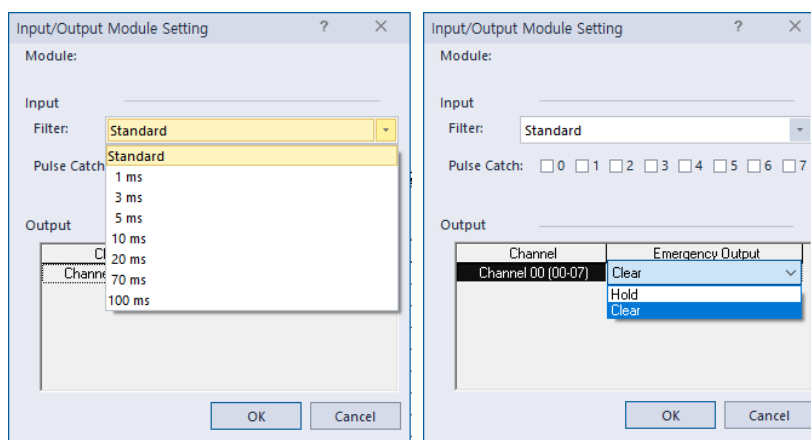 Input/Output Module Setting ? ×
Module:
Input
Filter: Standard
Standard
1 ms
Pulse Catch
3 ms
5 ms
10 ms
Output
20 ms
70 ms
100 ms
OK Cancel
Input/Output Module Setting ? ×
Module:
Input
Filter: Standard
Pulse Catch: 0 1 2 3 4 5 6 7
Output
Channel Emergency Output
Channel 00 (00-07) Clear
Hold
Clear
OK Cancel